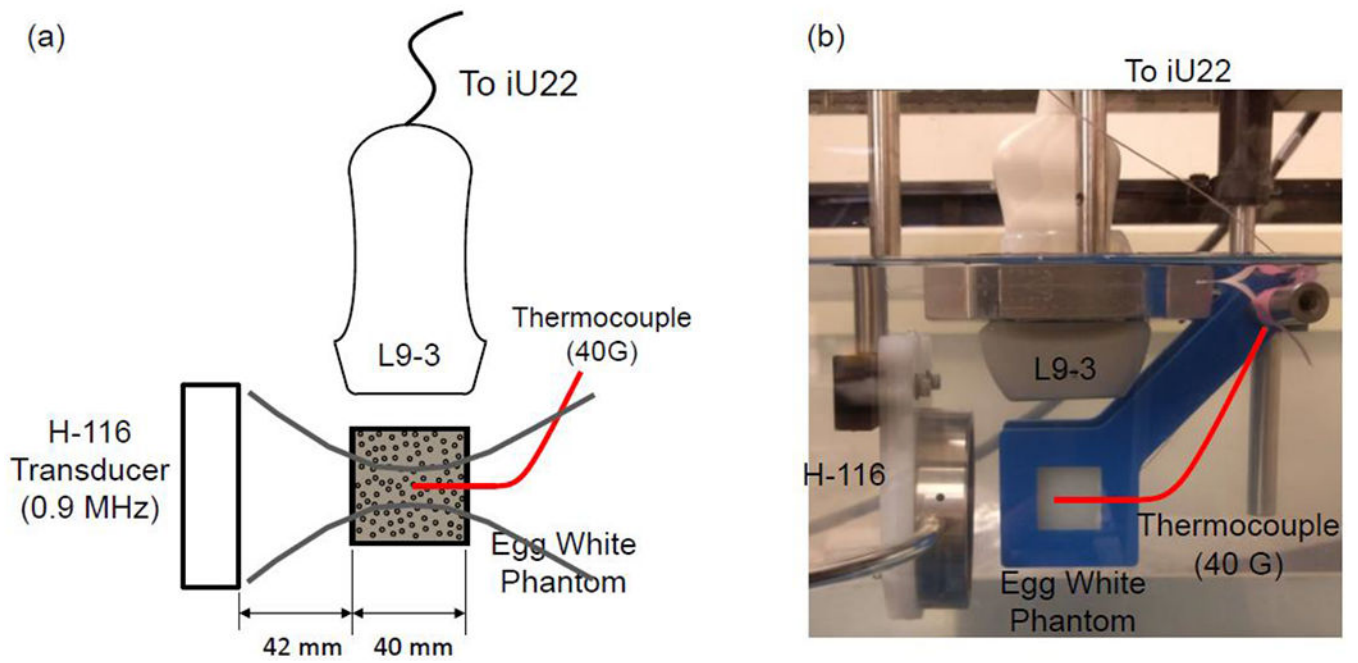 (a)
To iU22
L9-3
Thermocouple
(40G)
H-116
Transducer
(0.9 MHz)
Egg White
Phantom
42 mm
40 mm
(b)
To iU22
L9-3
H-116
Thermocouple
(40 G)
Egg White
Phantom